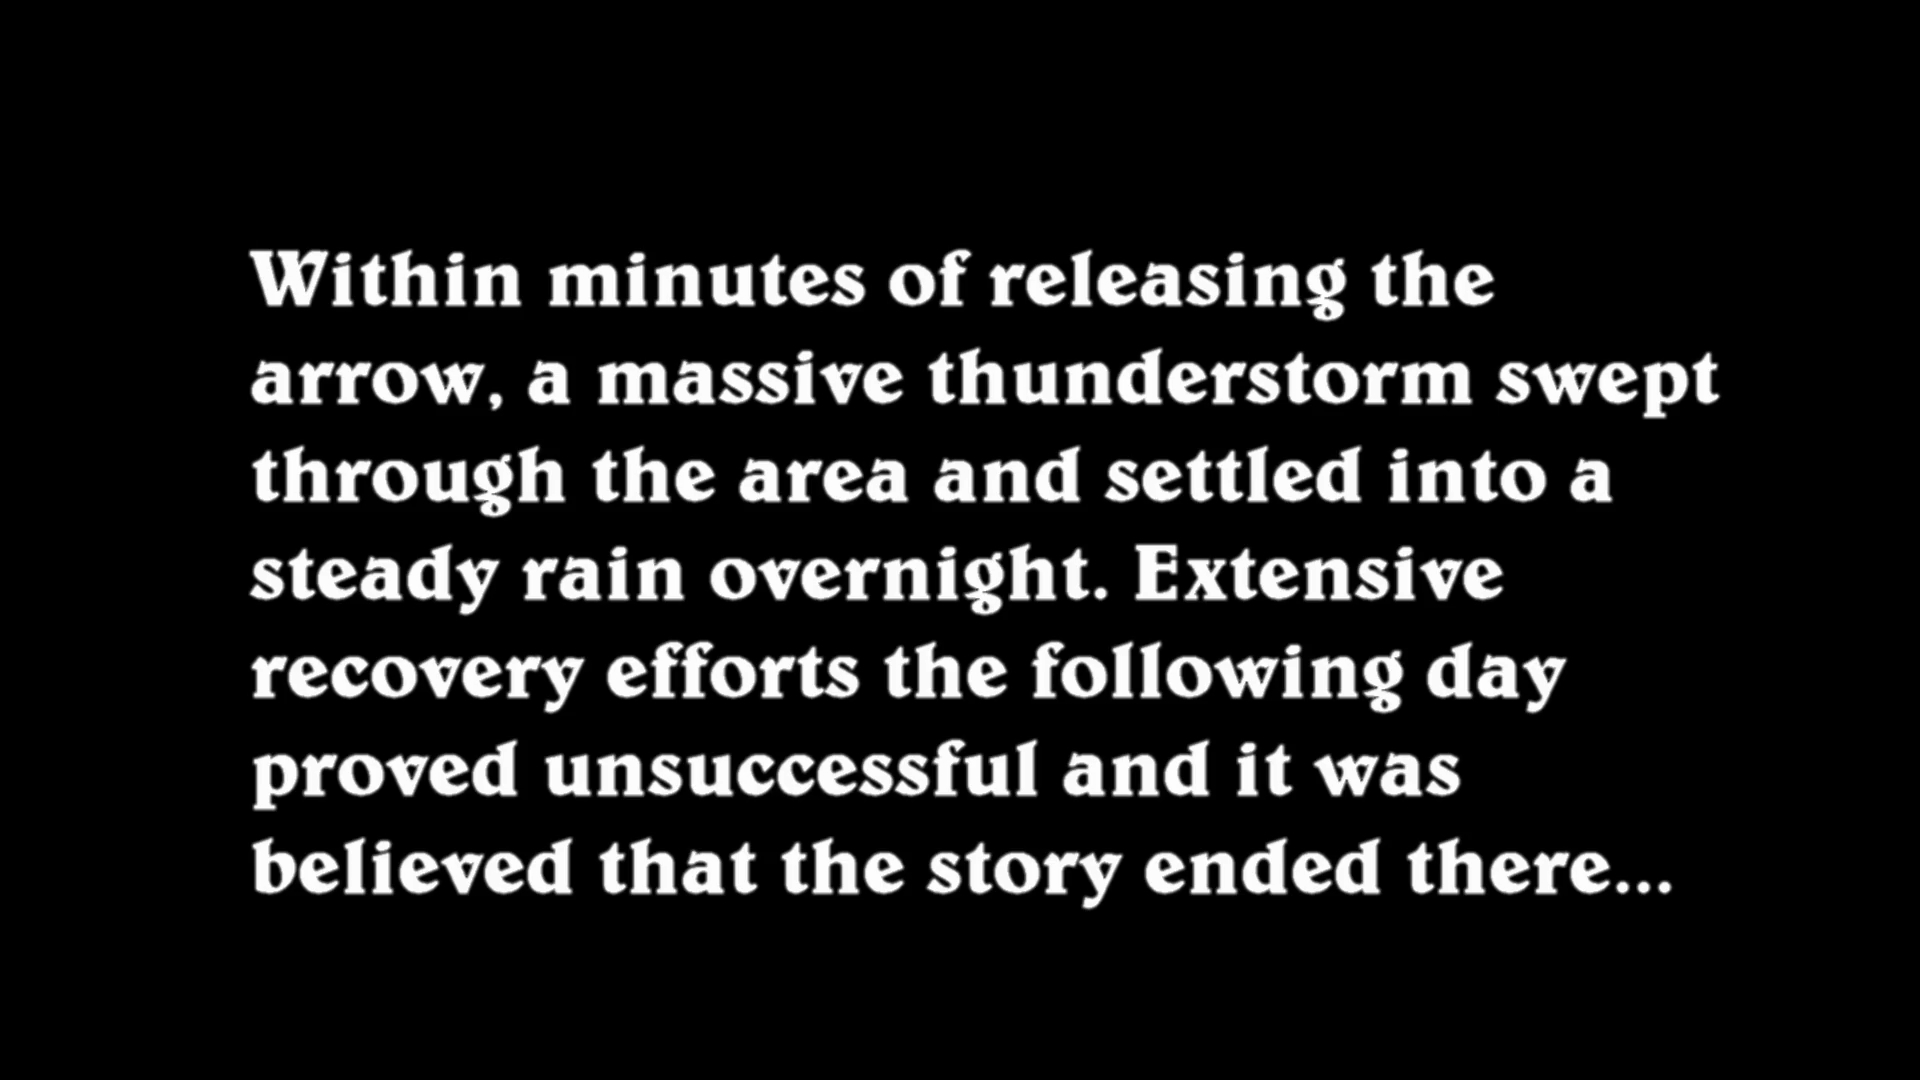 Within minutes of releasing the
arrow, a massive thunderstorm swept
through the area and settled into a
steady rain overnight. Extensive
recovery efforts the following day
proved unsuccessful and it was
believed that the story ended there...